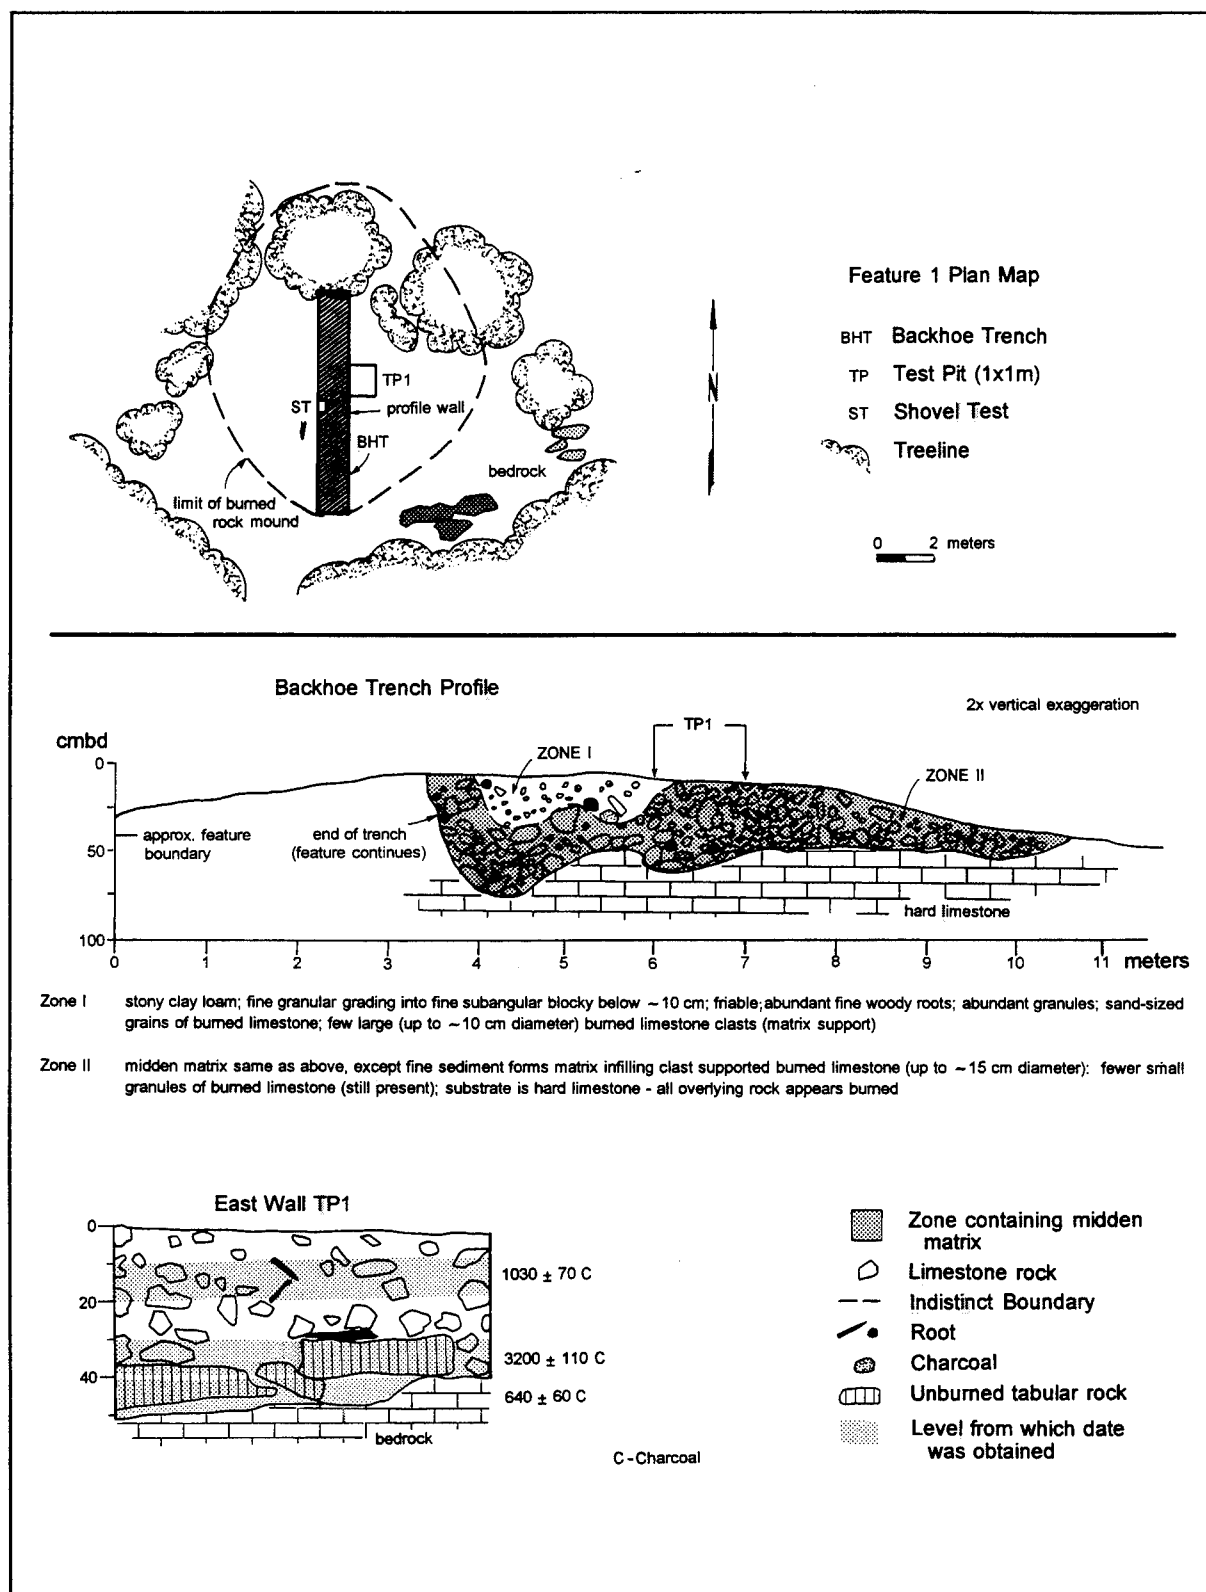 Feature 1 Plan Map
BHT Backhoe Trench
TP Test Pit (1x1m)
ST Shovel Test
Treeline
N
0 2 meters
TP1
ST
profile wall
BHT
bedrock
limit of burned
rock mound
Backhoe Trench Profile
2x vertical exaggeration
TP1
cmbd
ZONE I
ZONE II
0
50
100
approx. feature
boundary
end of trench
(feature continues)
hard limestone
0 1 2 3 4 5 6 7 8 9 10 11 meters
Zone I stony clay loam; fine granular grading into fine subangular blocky below ~10 cm; friable; abundant fine woody roots; abundant granules; sand-sized
grains of burned limestone; few large (up to ~10 cm diameter) burned limestone clasts (matrix support)
Zone II midden matrix same as above, except fine sediment forms matrix infilling clast supported burned limestone (up to ~15 cm diameter): fewer small
granules of burned limestone (still present); substrate is hard limestone - all overlying rock appears burned
East Wall TP1
0
20
40
1030 ± 70 C
3200 ± 110 C
640 ± 60 C
bedrock
C - Charcoal
Zone containing midden
matrix
Limestone rock
Indistinct Boundary
Root
Charcoal
Unburned tabular rock
Level from which date
was obtained